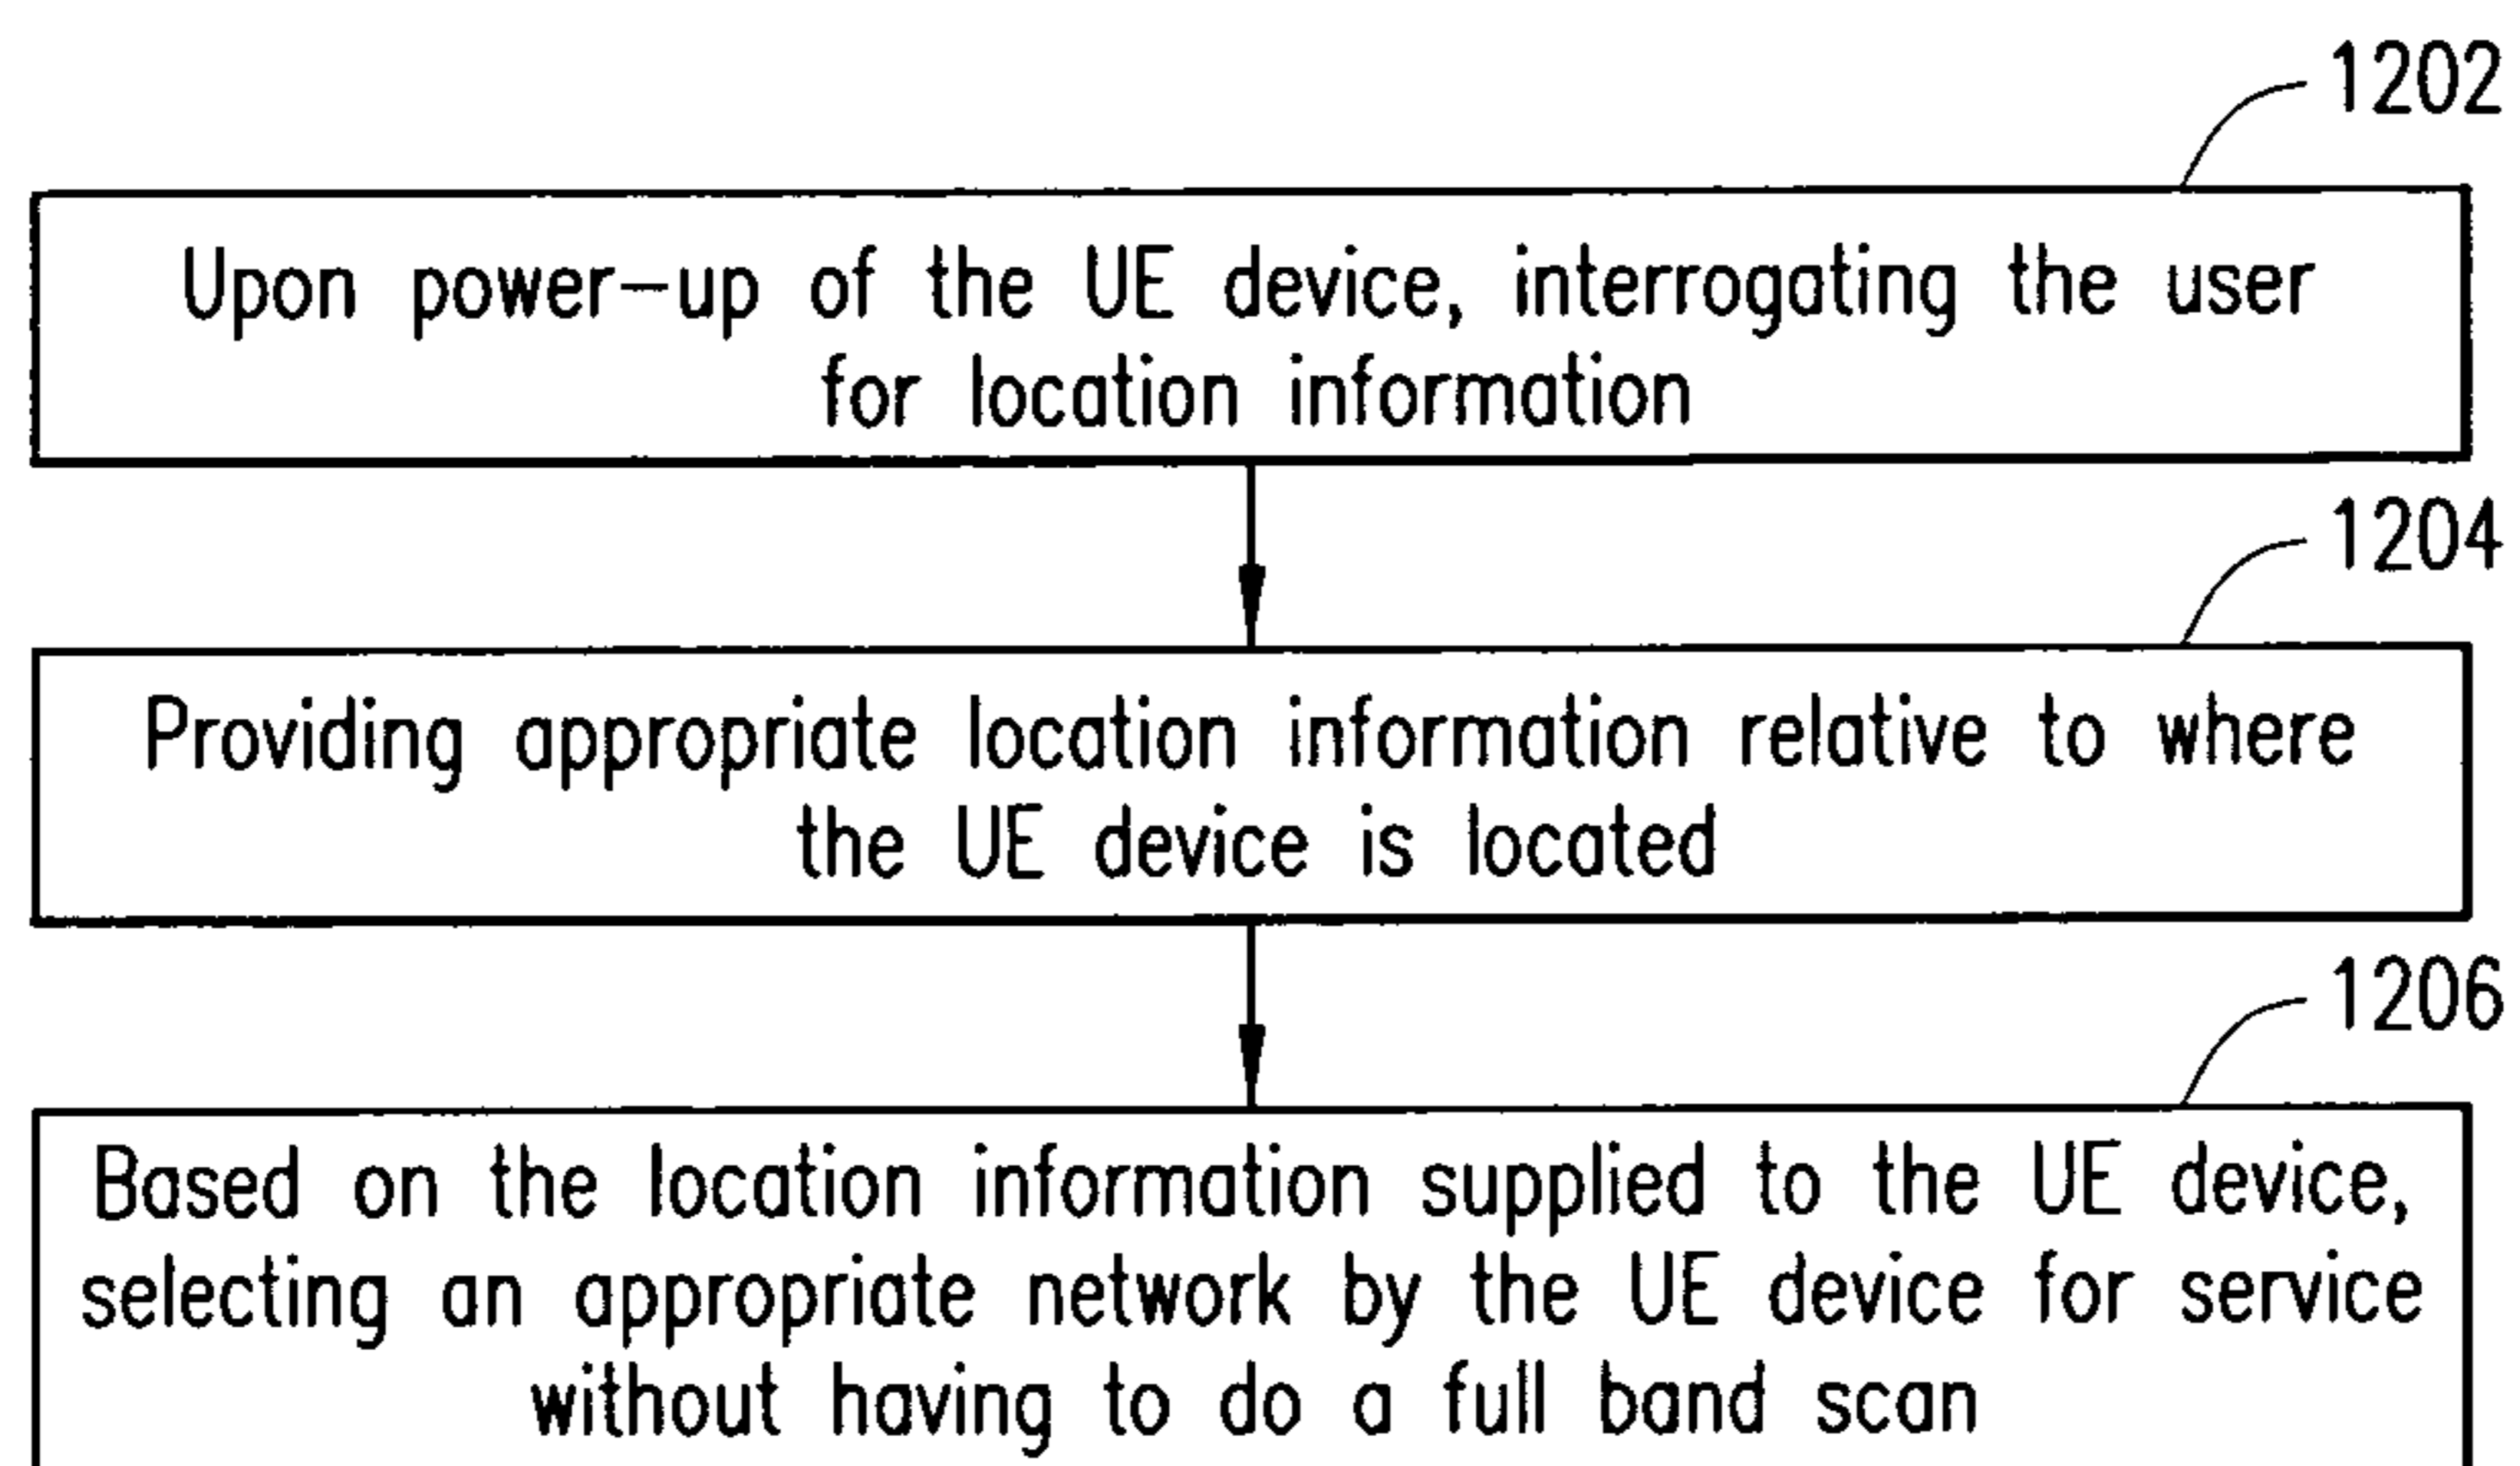 1202
Upon power-up of the UE device, interrogating the user
for location information
1204
Providing appropriate location information relative to where
the UE device is located
1206
Based on the location information supplied to the UE device,
selecting an appropriate network by the UE device for service
without having to do a full band scan